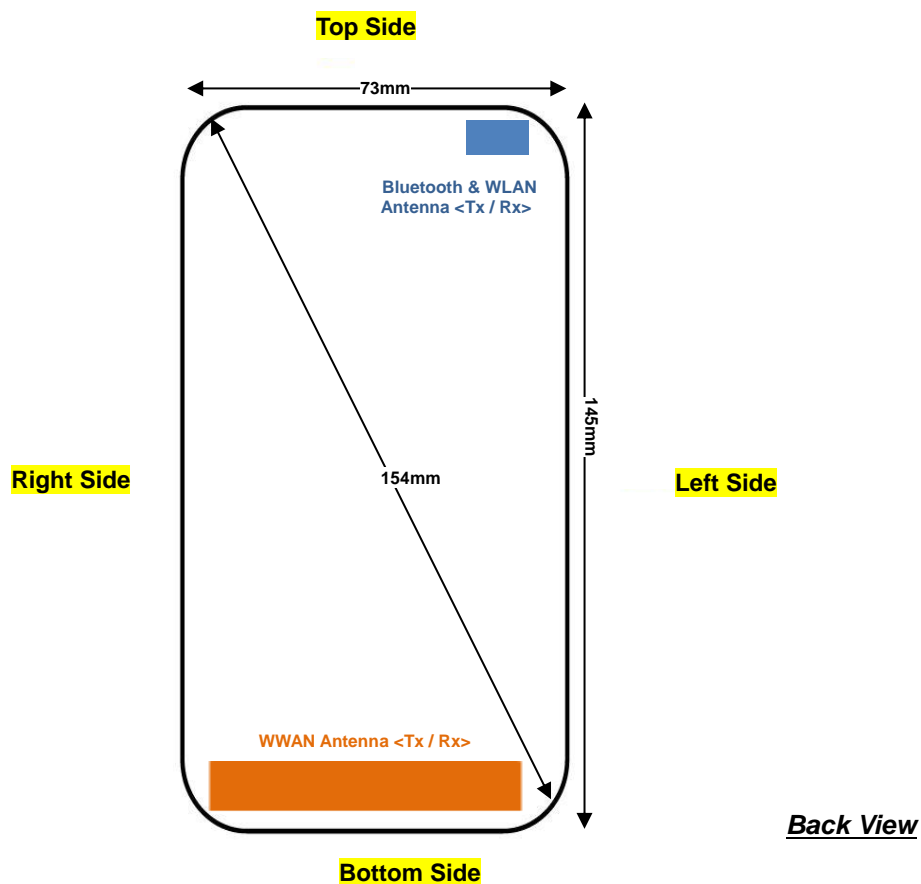 Top Side
73mm
Bluetooth & WLAN
Antenna <Tx / Rx>
145mm
Right Side
154mm
Left Side
WWAN Antenna <Tx / Rx>
Back View
Bottom Side